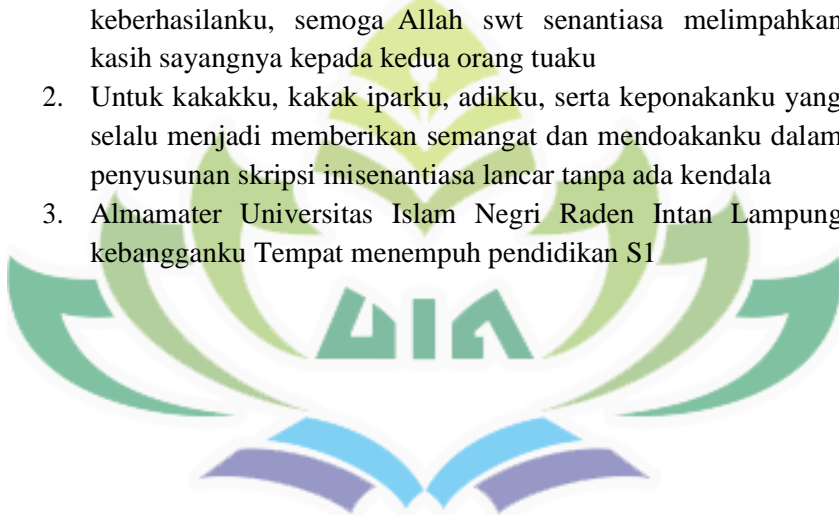 keberhasilanku, semoga Allah swt senantiasa melimpahkan
kasih sayangnya kepada kedua orang tuaku
2. Untuk kakakku, kakak iparku, adikku, serta keponakanku yang
selalu menjadi memberikan semangat dan mendoakanku dalam
penyusunan skripsi inisenantiasa lancar tanpa ada kendala
3. Almamater Universitas Islam Negri Raden Intan Lampung
kebangganku Tempat menempuh pendidikan S1
UIN